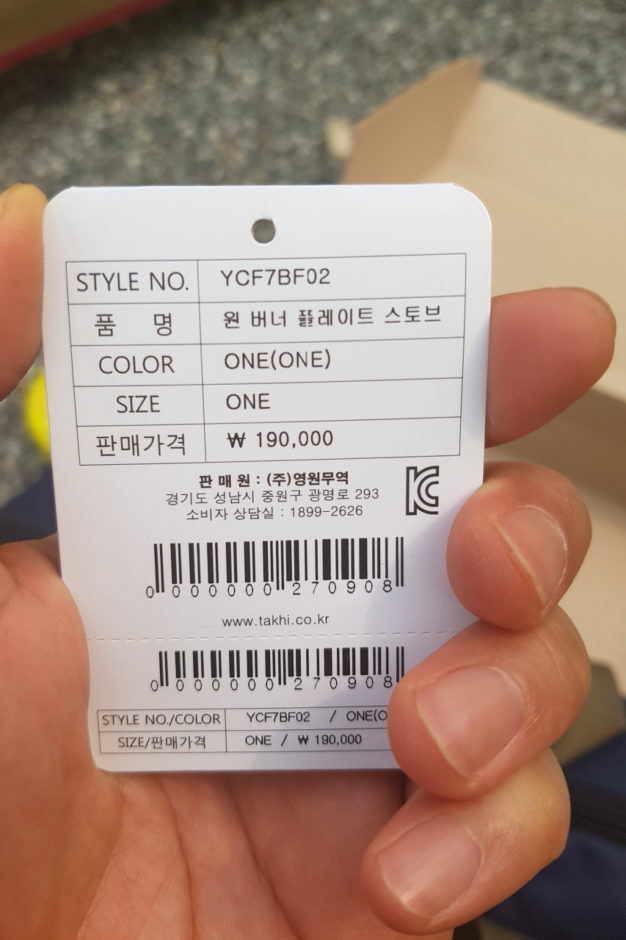 STYLE NO. YCF7BF02
품 명 원 버너 플레이트 스토브
COLOR ONE(ONE)
SIZE ONE
판매가격 ₩ 190,000
판 매 원 : (주)영원무역
경기도 성남시 중원구 광명로 293
소비자 상담실 : 1899-2626
0 000000 270908
www.takhi.co.kr
0 000000 270908
STYLE NO./COLOR YCF7BF02 / ONE(O
SIZE/판매가격 ONE / ₩ 190,000